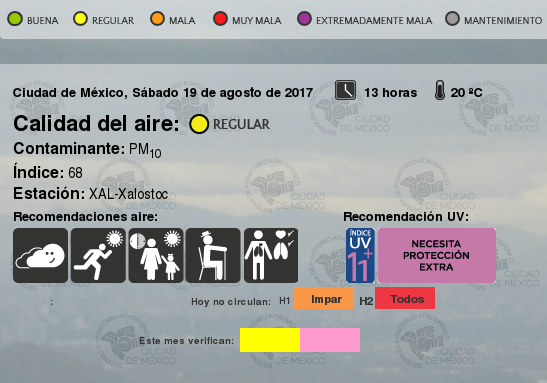 BUENA REGULAR MALA MUY MALA EXTREMADAMENTE MALA MANTENIMIENTO
Ciudad de México, Sábado 19 de agosto de 2017 13 horas 20 ºC
Calidad del aire: REGULAR
Contaminante: PM10
Índice: 68
Estación: XAL-Xalostoc
Recomendaciones aire: Recomendación UV:
ÍNDICE
UV
11+
NECESITA
PROTECCIÓN
EXTRA
: Hoy no circulan: H1 Impar H2 Todos
Este mes verifican:
CIUDAD
DE MÉXICO